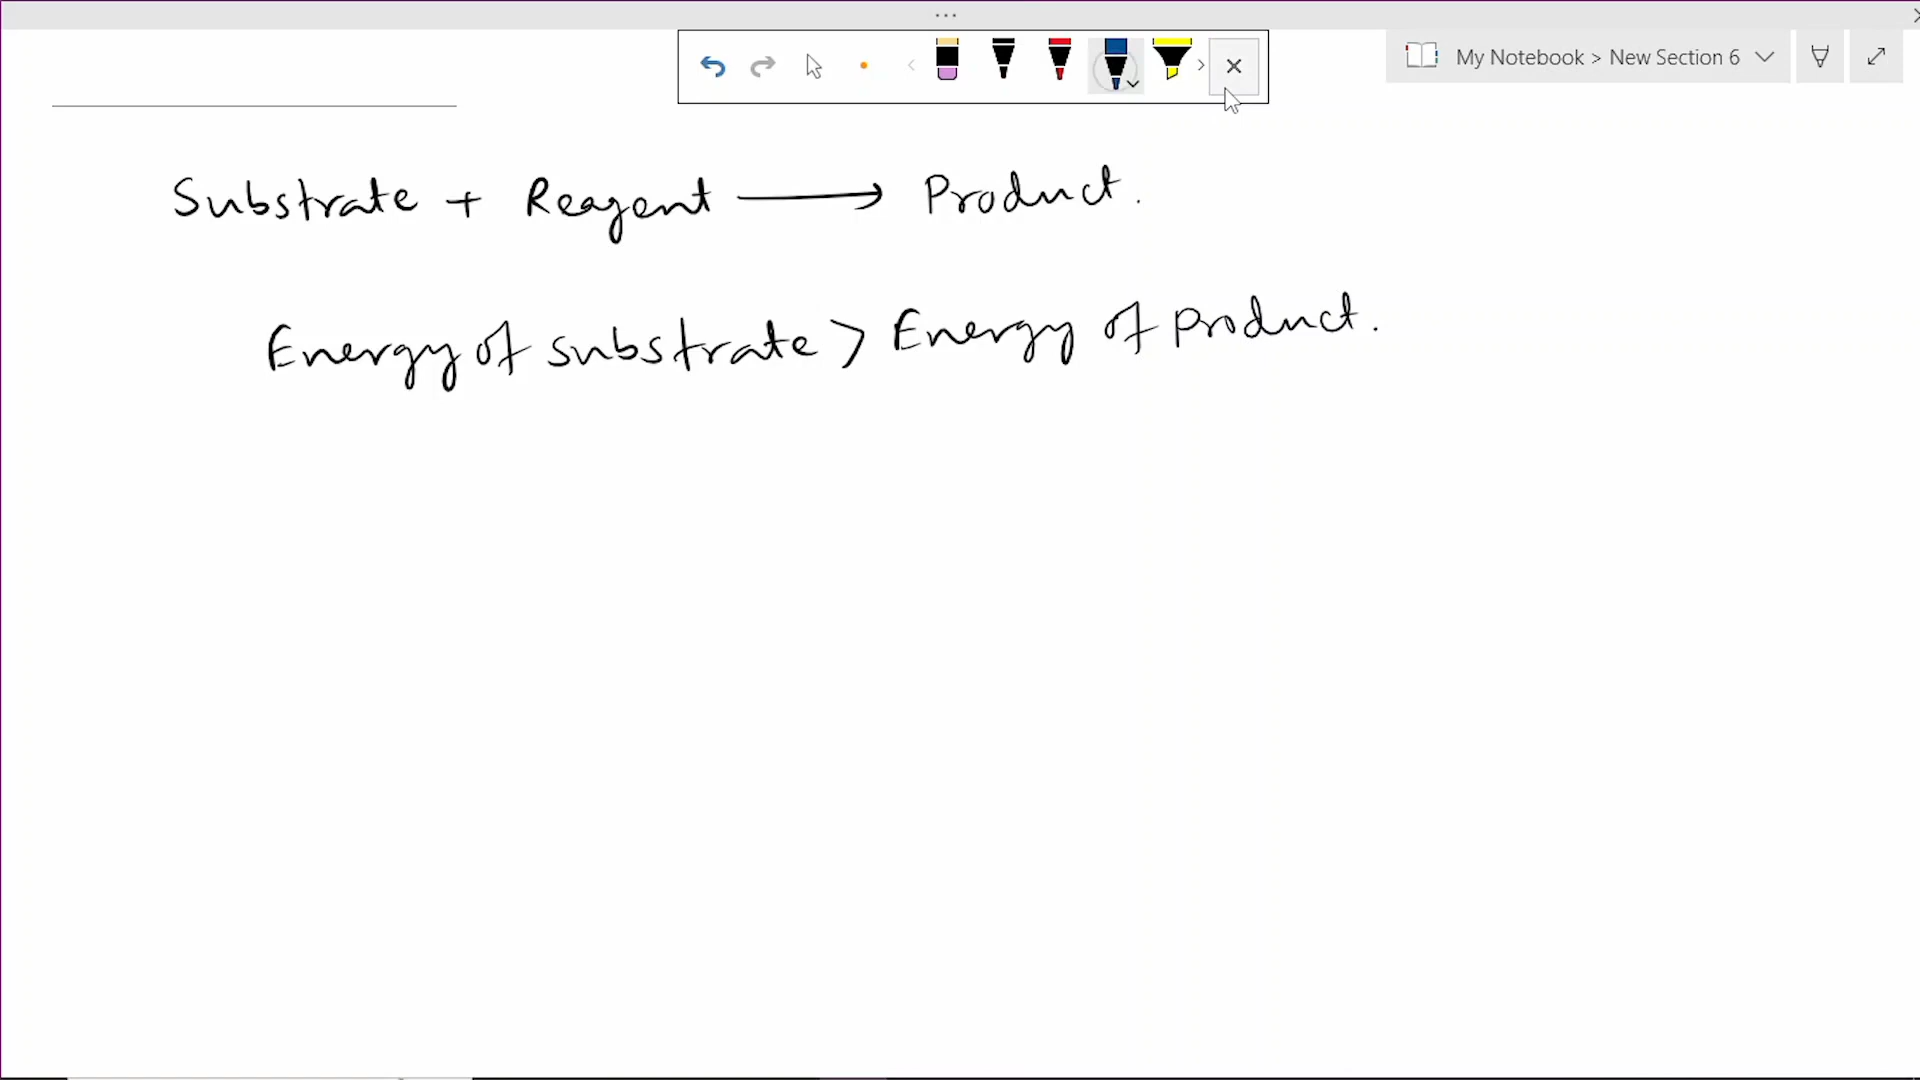 My Notebook > New Section 6
Substrate + Reagent ⟶ Product.
Energy of substrate > Energy of product.